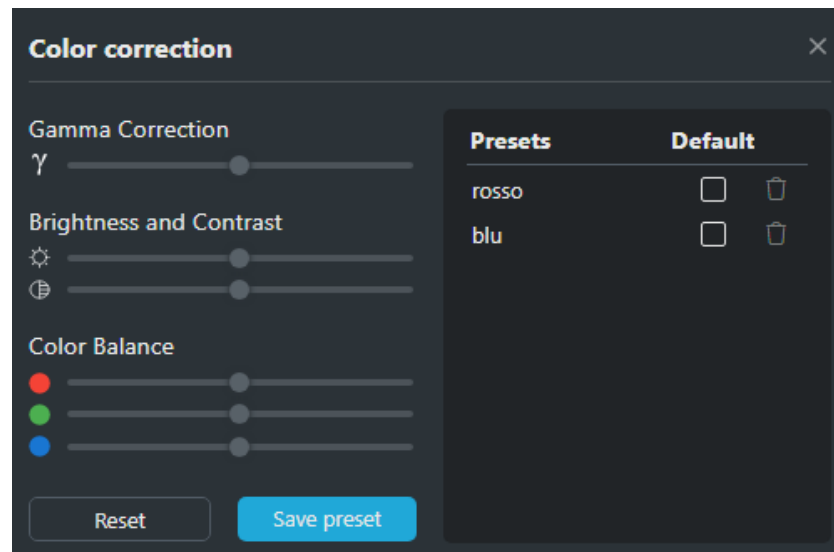 Color correction
Gamma Correction
γ
Brightness and Contrast
Color Balance
Reset Save preset
Presets Default
rosso
blu